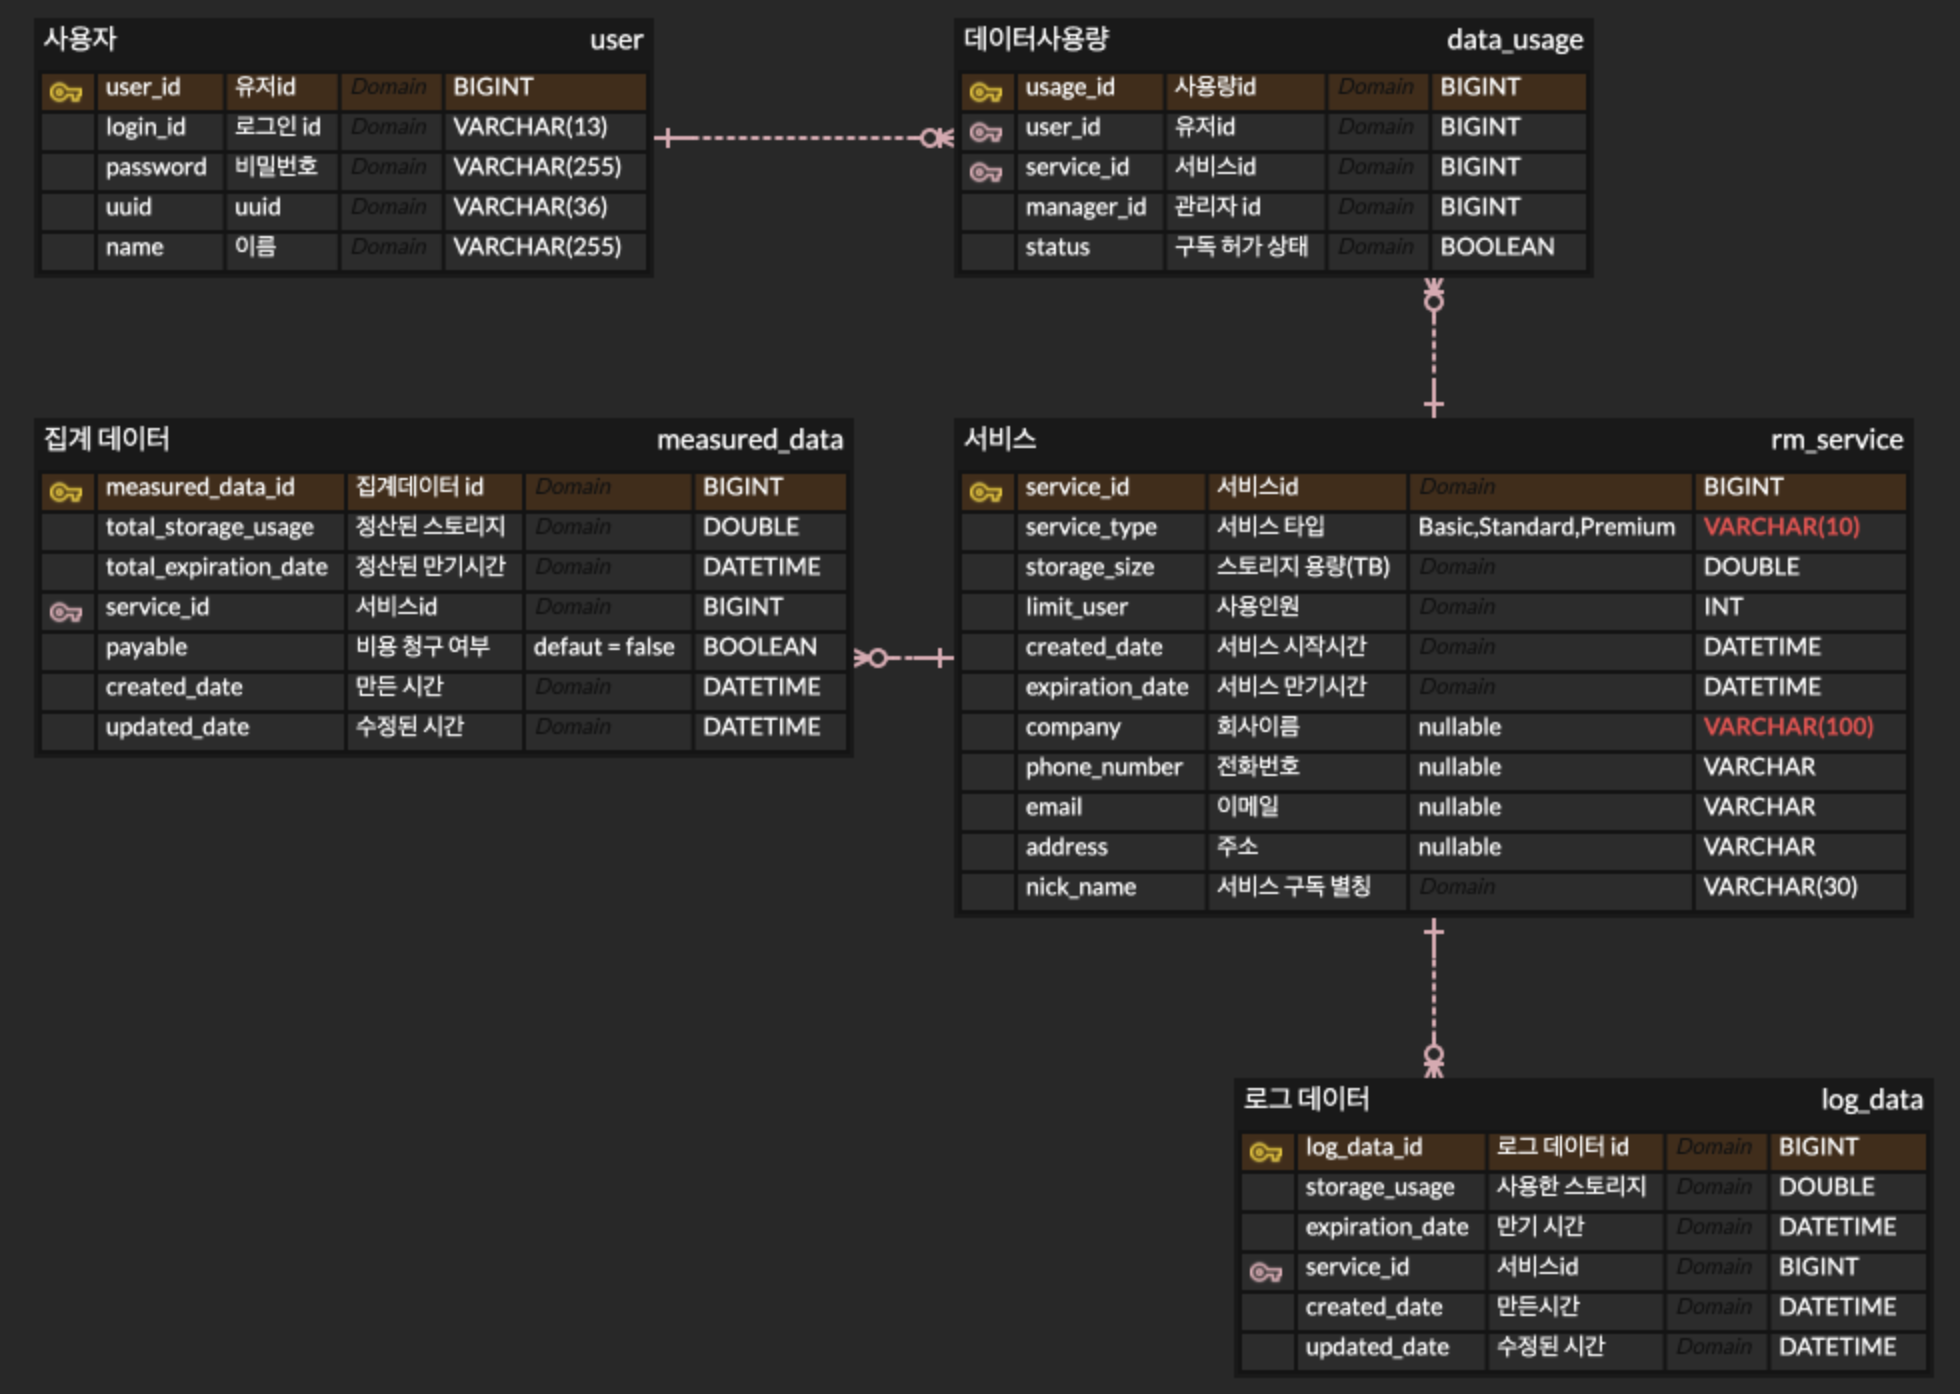 사용자 user
user_id 유저id Domain BIGINT
login_id 로그인 id Domain VARCHAR(13)
password 비밀번호 Domain VARCHAR(255)
uuid uuid Domain VARCHAR(36)
name 이름 Domain VARCHAR(255)
데이터사용량 data_usage
usage_id 사용량id Domain BIGINT
user_id 유저id Domain BIGINT
service_id 서비스id Domain BIGINT
manager_id 관리자 id Domain BIGINT
status 구독 허가 상태 Domain BOOLEAN
집계 데이터 measured_data
measured_data_id 집계데이터 id Domain BIGINT
total_storage_usage 정산된 스토리지 Domain DOUBLE
total_expiration_date 정산된 만기시간 Domain DATETIME
service_id 서비스id Domain BIGINT
payable 비용 청구 여부 defaut = false BOOLEAN
created_date 만든 시간 Domain DATETIME
updated_date 수정된 시간 Domain DATETIME
서비스 rm_service
service_id 서비스id Domain BIGINT
service_type 서비스 타입 Basic,Standard,Premium VARCHAR(10)
storage_size 스토리지 용량(TB) Domain DOUBLE
limit_user 사용인원 Domain INT
created_date 서비스 시작시간 Domain DATETIME
expiration_date 서비스 만기시간 Domain DATETIME
company 회사이름 nullable VARCHAR(100)
phone_number 전화번호 nullable VARCHAR
email 이메일 nullable VARCHAR
address 주소 nullable VARCHAR
nick_name 서비스 구독 별칭 Domain VARCHAR(30)
로그 데이터 log_data
log_data_id 로그 데이터 id Domain BIGINT
storage_usage 사용한 스토리지 Domain DOUBLE
expiration_date 만기 시간 Domain DATETIME
service_id 서비스id Domain BIGINT
created_date 만든시간 Domain DATETIME
updated_date 수정된 시간 Domain DATETIME